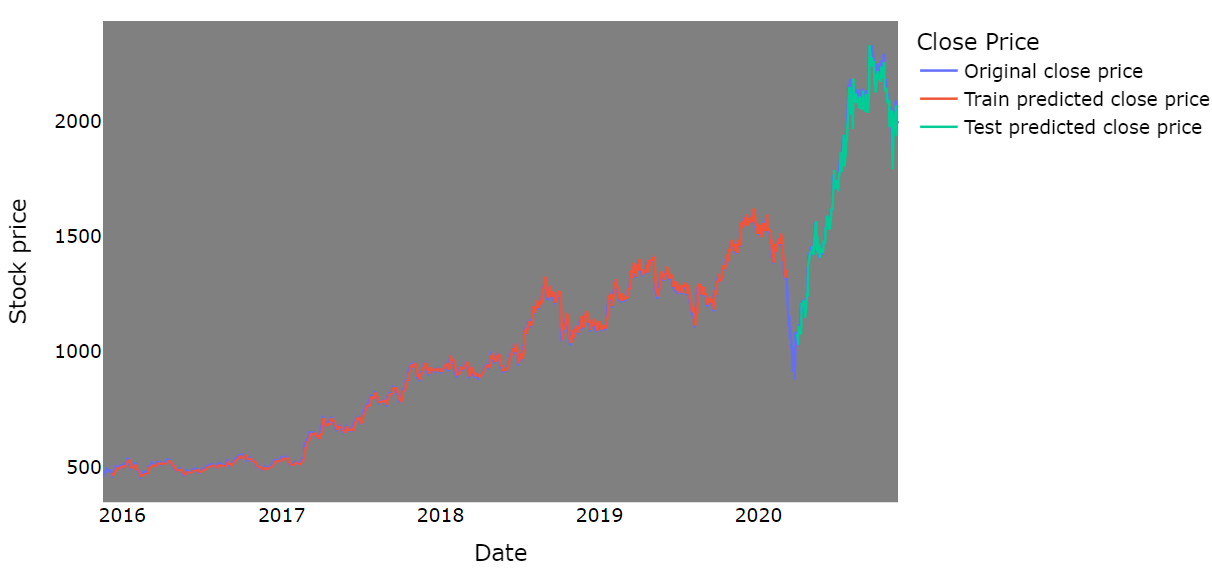 Close Price
Original close price
Train predicted close price
Test predicted close price
Stock price
2000
1500
1000
500
2016 2017 2018 2019 2020
Date